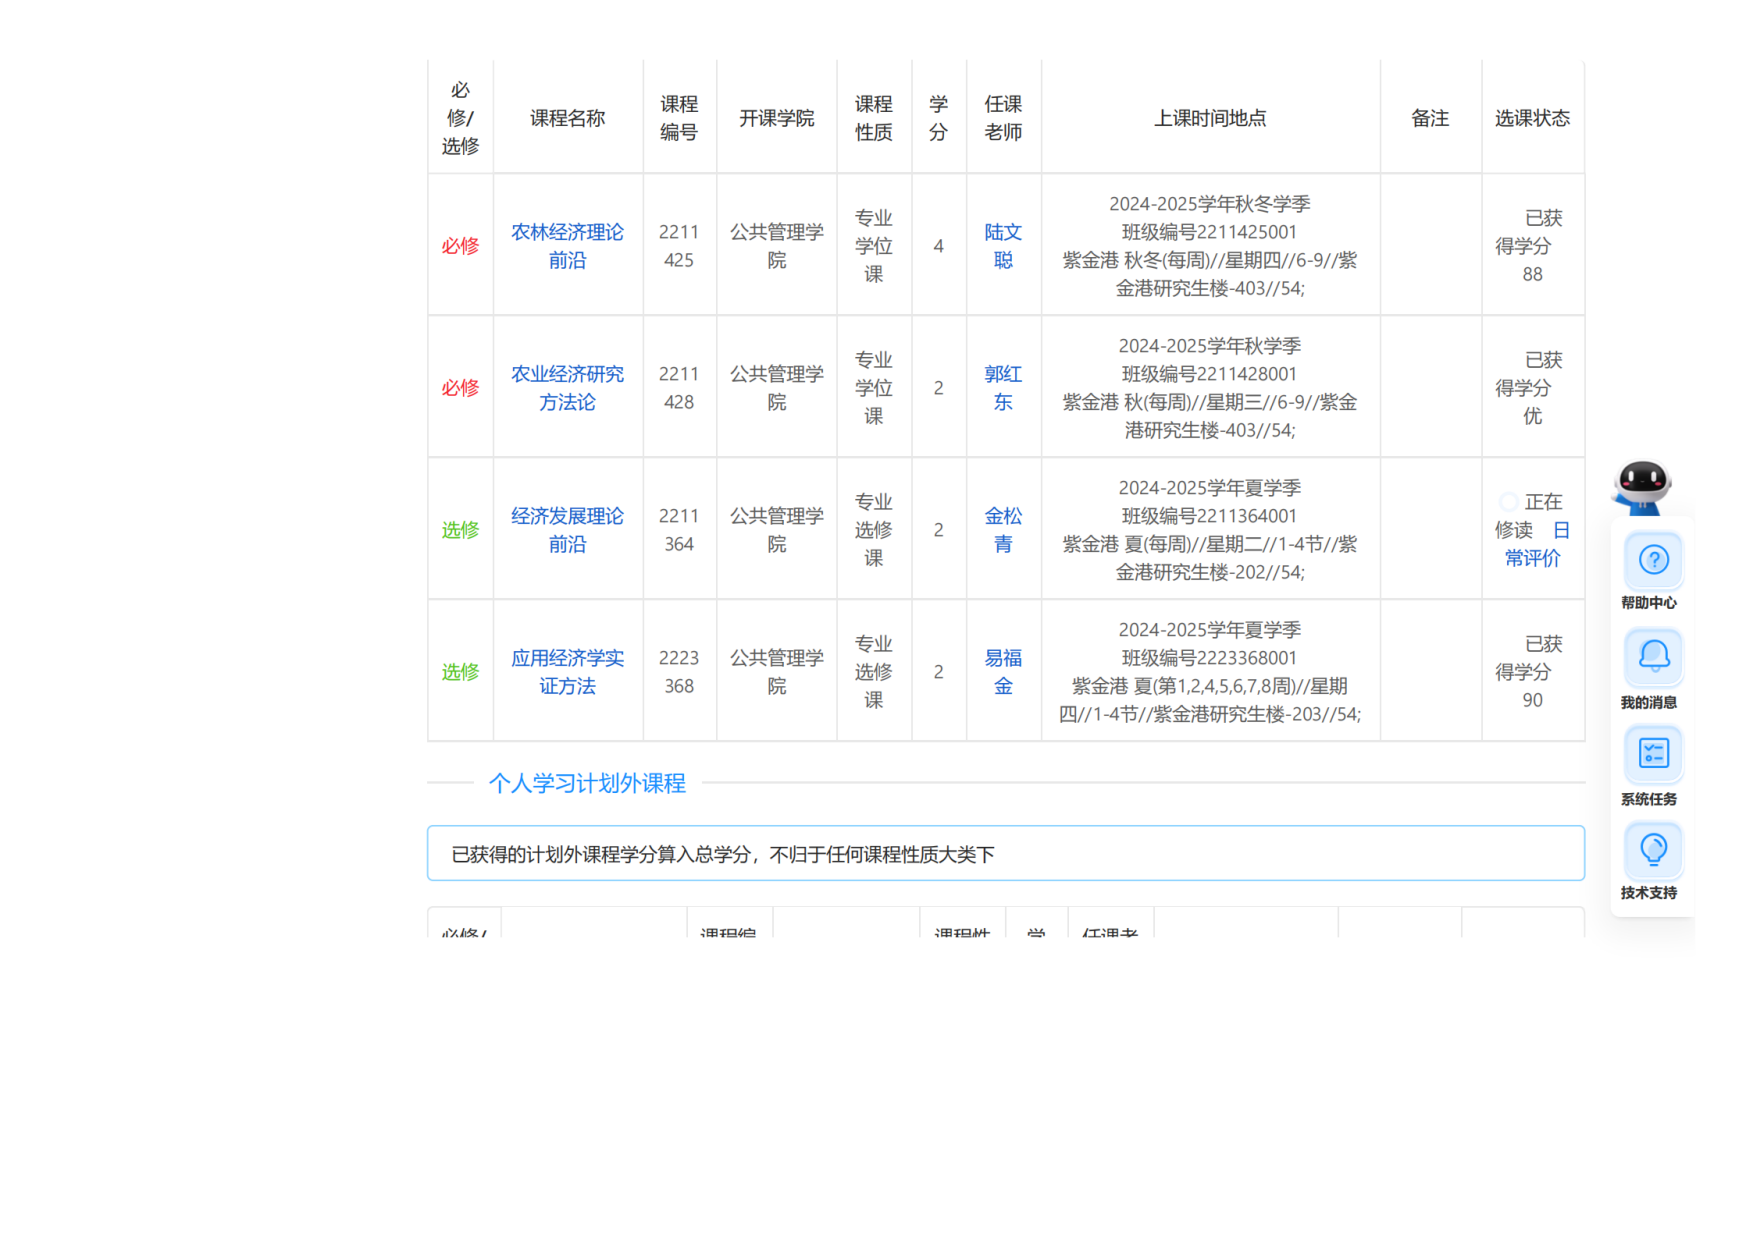 必
修/
选修
课程名称
课程
编号
开课学院
课程
性质
学
分
任课
老师
上课时间地点
备注
选课状态
必修
农林经济理论
前沿
2211
425
公共管理学
院
专业
学位
课
4
陆文
聪
2024-2025学年秋冬学季
班级编号2211425001
紫金港 秋冬(每周)//星期四//6-9//紫
金港研究生楼-403//54;
已获
得学分
88
必修
农业经济研究
方法论
2211
428
公共管理学
院
专业
学位
课
2
郭红
东
2024-2025学年秋学季
班级编号2211428001
紫金港 秋(每周)//星期三//6-9//紫金
港研究生楼-403//54;
已获
得学分
优
选修
经济发展理论
前沿
2211
364
公共管理学
院
专业
选修
课
2
金松
青
2024-2025学年夏学季
班级编号2211364001
紫金港 夏(每周)//星期二//1-4节//紫
金港研究生楼-202//54;
正在
修读 日
常评价
选修
应用经济学实
证方法
2223
368
公共管理学
院
专业
选修
课
2
易福
金
2024-2025学年夏学季
班级编号2223368001
紫金港 夏(第1,2,4,5,6,7,8周)//星期
四//1-4节//紫金港研究生楼-203//54;
已获
得学分
90
个人学习计划外课程
已获得的计划外课程学分算入总学分，不归于任何课程性质大类下
必修/
课程编
课程性
学
任课老
帮助中心
我的消息
系统任务
技术支持